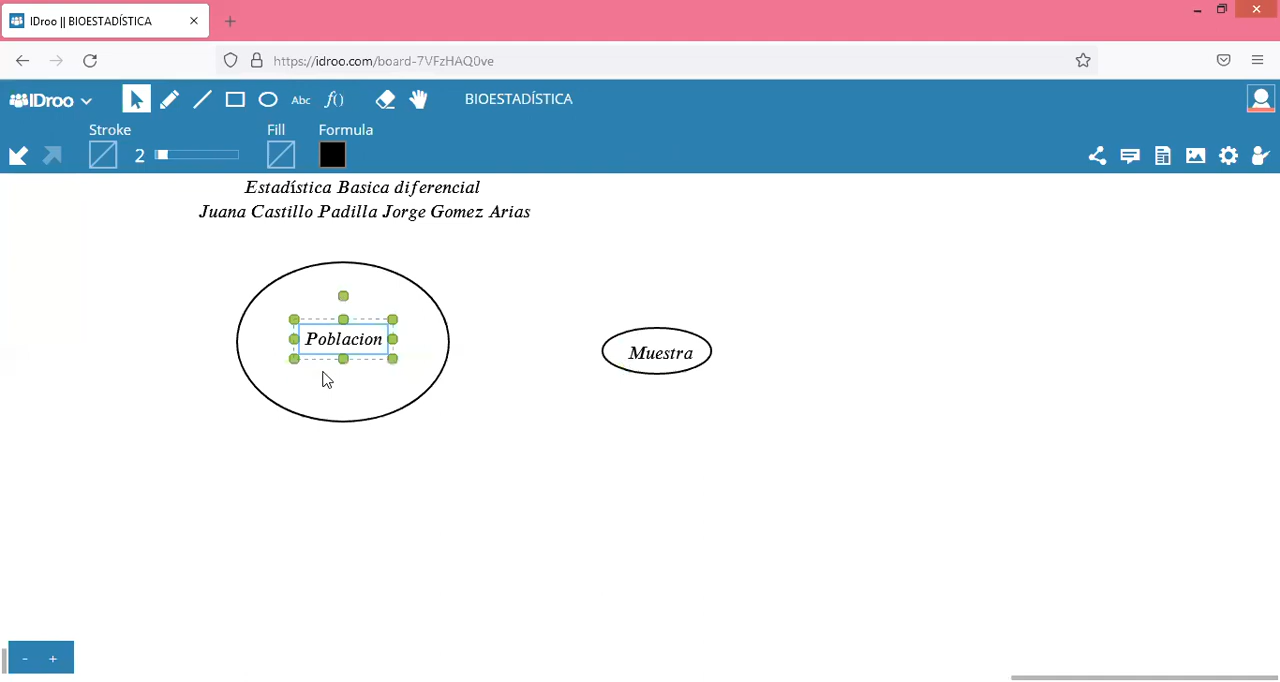 IDroo || BIOESTADÍSTICA
https://idroo.com/board-7VFzHAQ0ve
IDroo
Abc
f()
BIOESTADÍSTICA
Stroke
Fill
Formula
2
Estadística Basica diferencial
Juana Castillo Padilla Jorge Gomez Arias
Poblacion
Muestra
- +